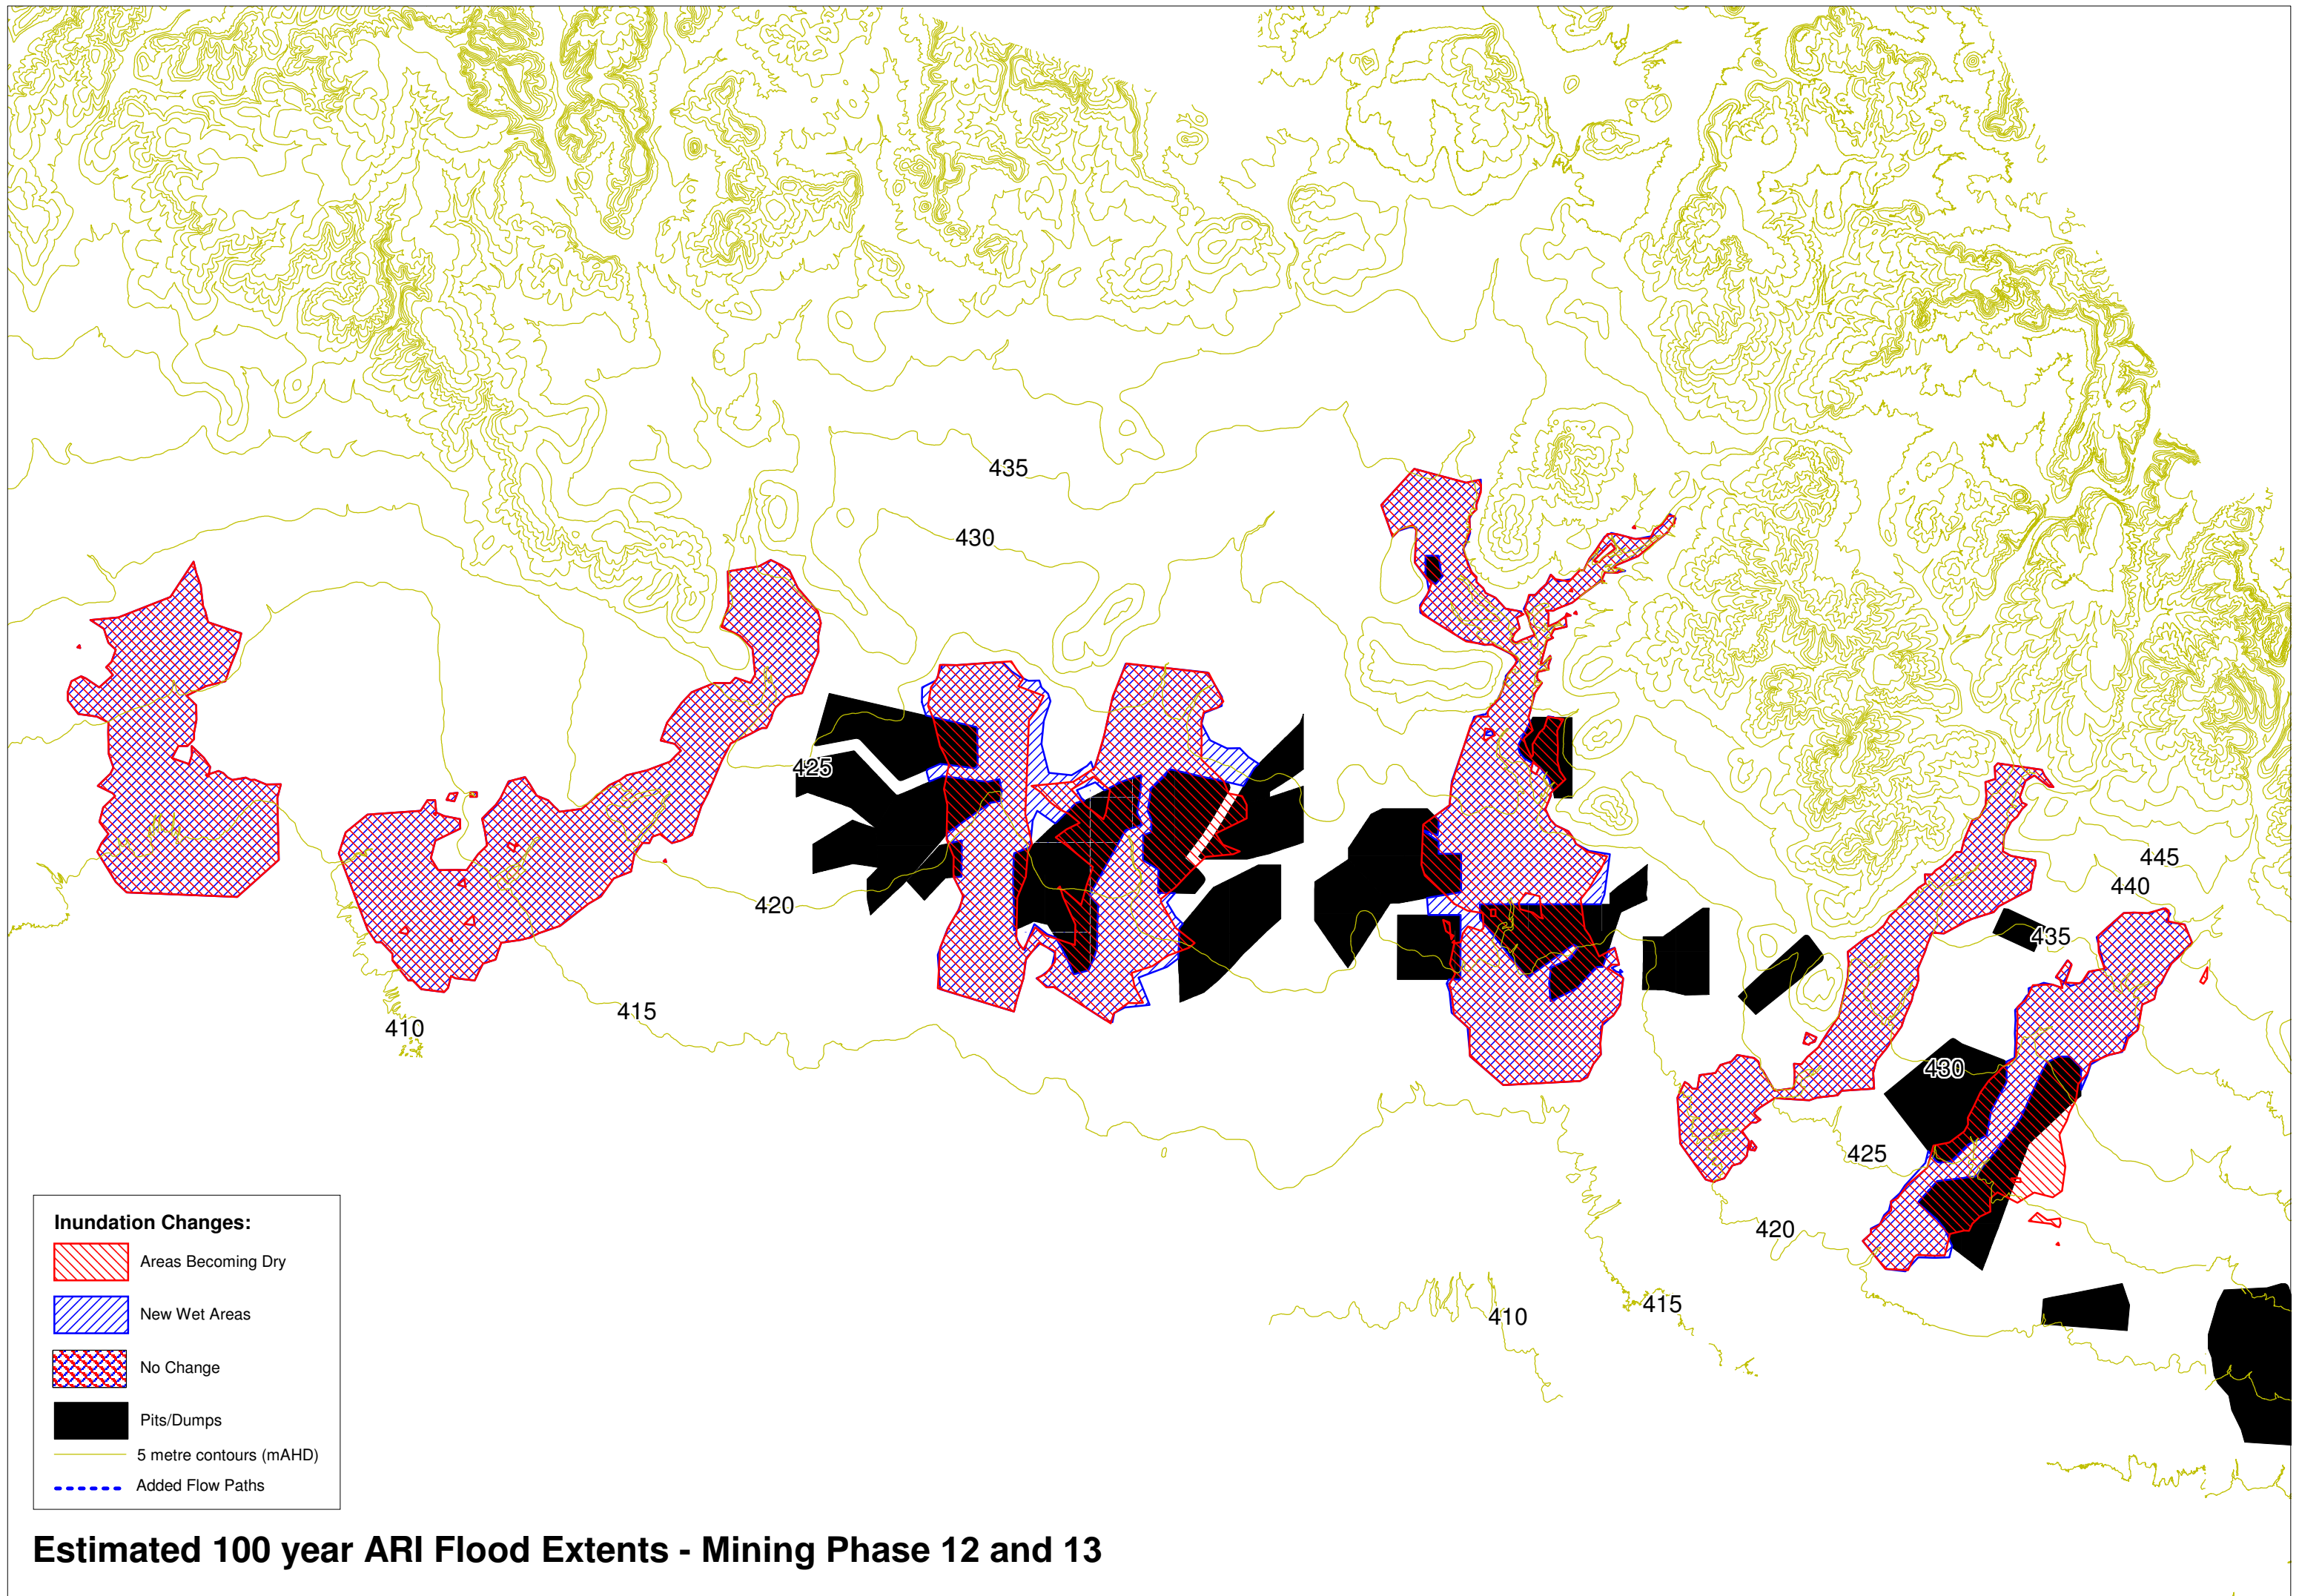 435
430
425
420
415
410
445
440
435
430
425
420
415
410
Inundation Changes:
Areas Becoming Dry
New Wet Areas
No Change
Pits/Dumps
5 metre contours (mAHD)
Added Flow Paths
Estimated 100 year ARI Flood Extents - Mining Phase 12 and 13